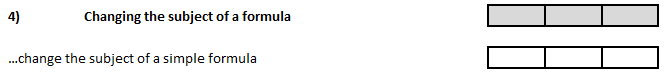 4) Changing the subject of a formula
...change the subject of a simple formula